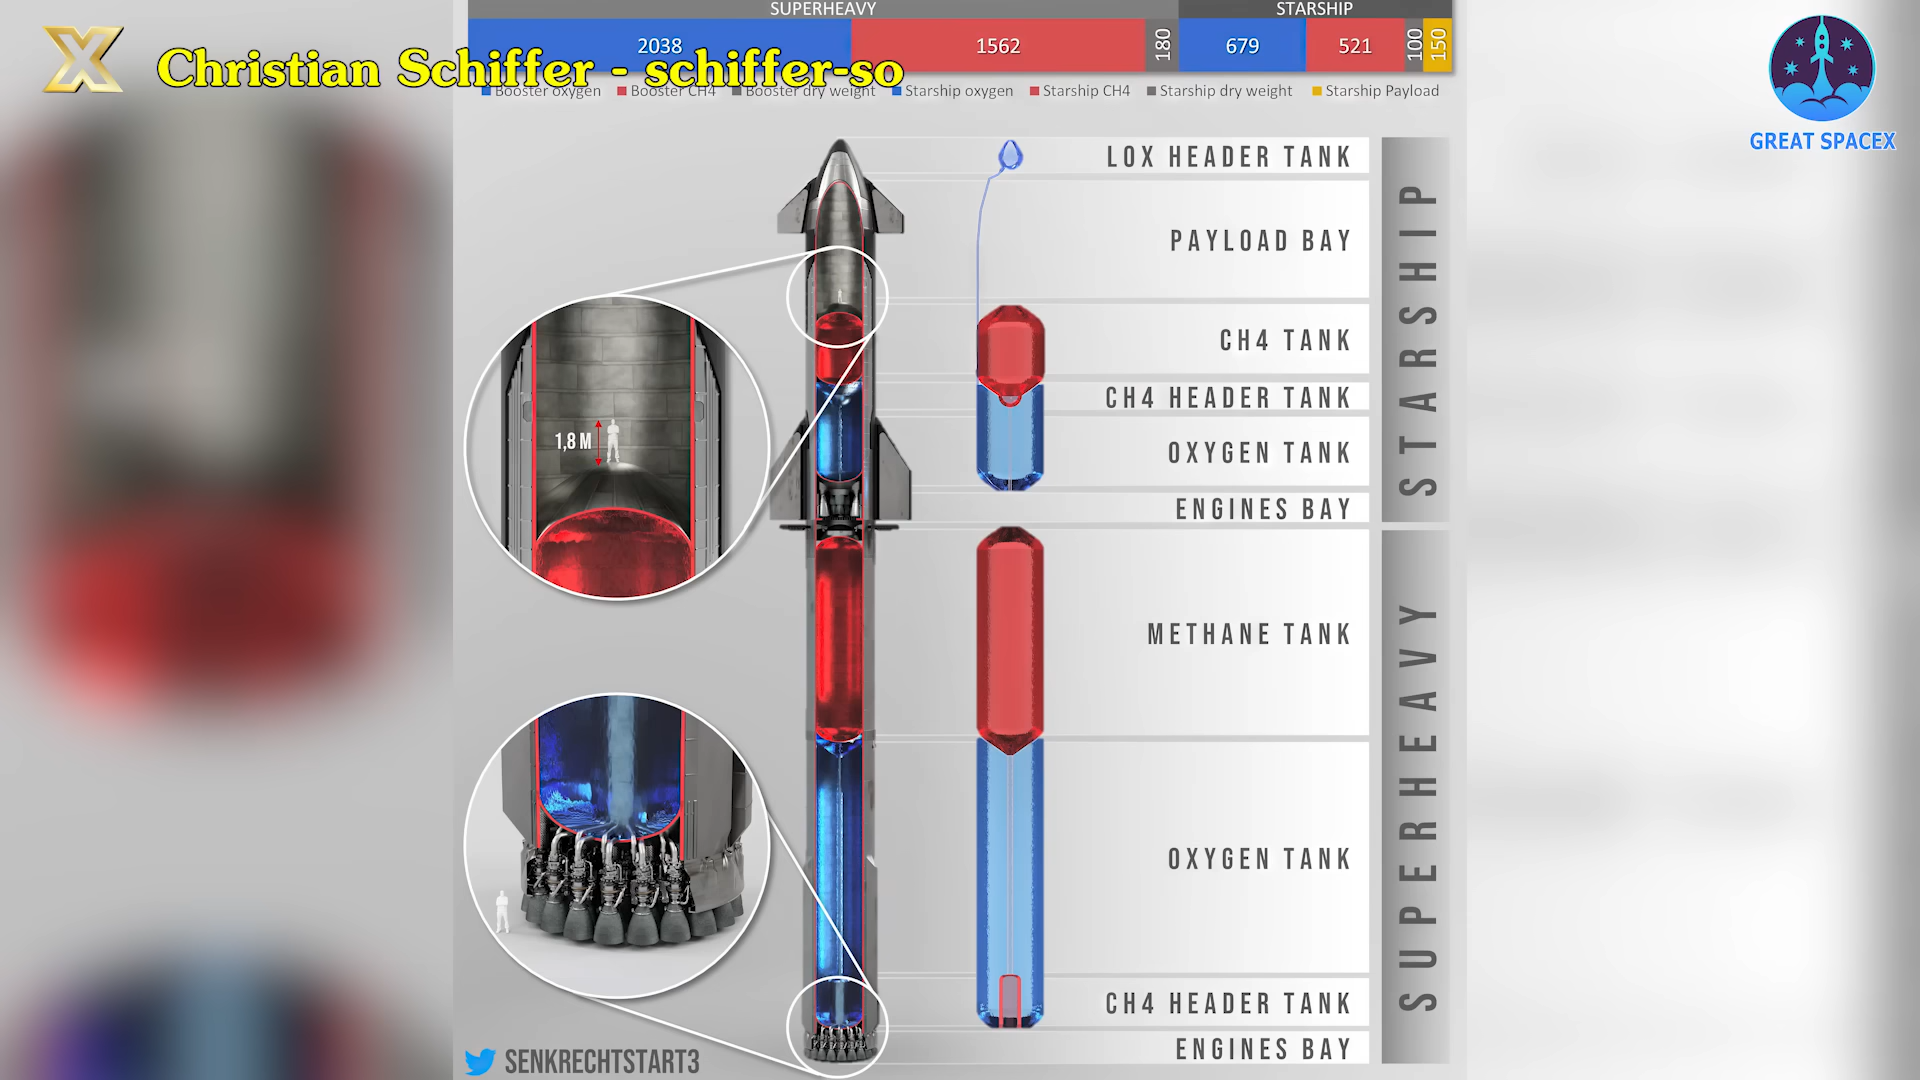 SUPERHEAVY
STARSHIP
2038
1562
180
679
521
100
150
Christian Schiffer - schiffer-so
Booster oxygen
Booster CH4
Booster dry weight
Starship oxygen
Starship CH4
Starship dry weight
Starship Payload
GREAT SPACEX
LOX HEADER TANK
PAYLOAD BAY
CH4 TANK
CH4 HEADER TANK
OXYGEN TANK
ENGINES BAY
STARSHIP
1,8 M
METHANE TANK
OXYGEN TANK
CH4 HEADER TANK
ENGINES BAY
SUPERHEAVY
SENKRECHTSTART3